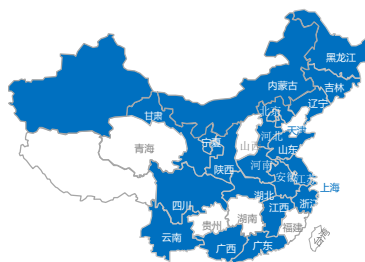 黑龙江
内蒙古
吉林
辽宁
北京
天津
甘肃
河北
宁夏
山西
山东
青海
陕西
河南
安徽
江苏
上海
四川
湖北
浙江
江西
贵州
湖南
福建
云南
广西
广东
台湾